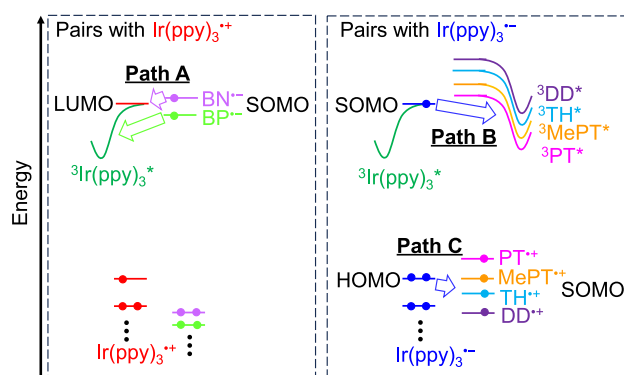 Energy
Pairs with Ir(ppy)₃•+
Path A
LUMO
BN•−
SOMO
BP•−
³Ir(ppy)₃*
Ir(ppy)₃•+
Pairs with Ir(ppy)₃•−
SOMO
Path B
³DD*
³TH*
³MePT*
³PT*
³Ir(ppy)₃*
Path C
HOMO
PT•+
MePT•+
TH•+
DD•+
SOMO
Ir(ppy)₃•−